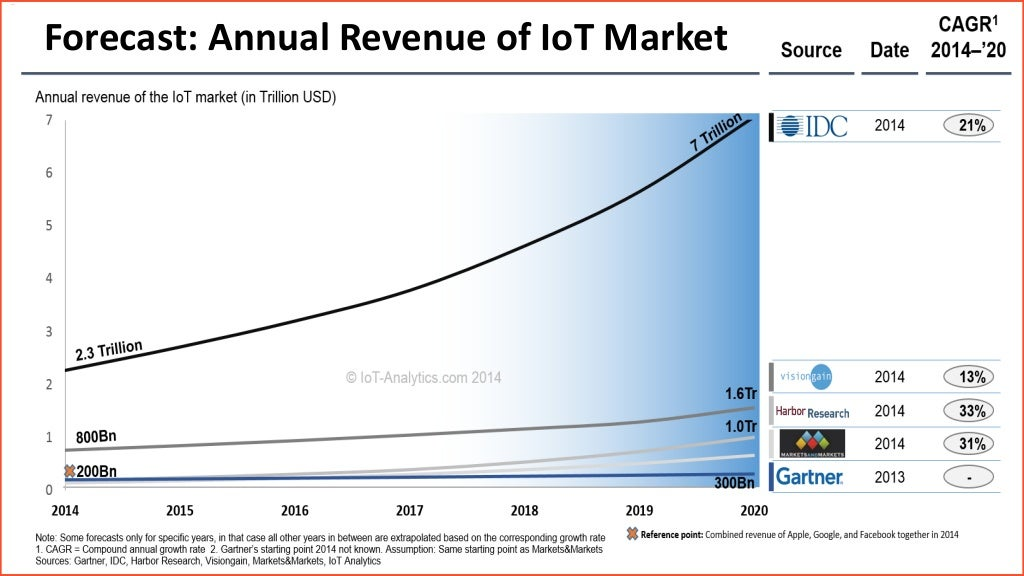 Forecast: Annual Revenue of IoT Market
Source
Date
CAGR1
2014–'20
Annual revenue of the IoT market (in Trillion USD)
7
6
5
4
3
2
1
0
7 Trillion
2.3 Trillion
© IoT-Analytics.com 2014
1.6Tr
800Bn
1.0Tr
200Bn
300Bn
2014 2015 2016 2017 2018 2019 2020
IDC 2014 21%
visiongain 2014 13%
Harbor Research 2014 33%
MARKETSANDMARKETS 2014 31%
Gartner 2013 -
Reference point: Combined revenue of Apple, Google, and Facebook together in 2014
Note: Some forecasts only for specific years, in that case all other years in between are extrapolated based on the corresponding growth rate
1. CAGR = Compound annual growth rate 2. Gartner's starting point 2014 not known. Assumption: Same starting point as Markets&Markets
Sources: Gartner, IDC, Harbor Research, Visiongain, Markets&Markets, IoT Analytics